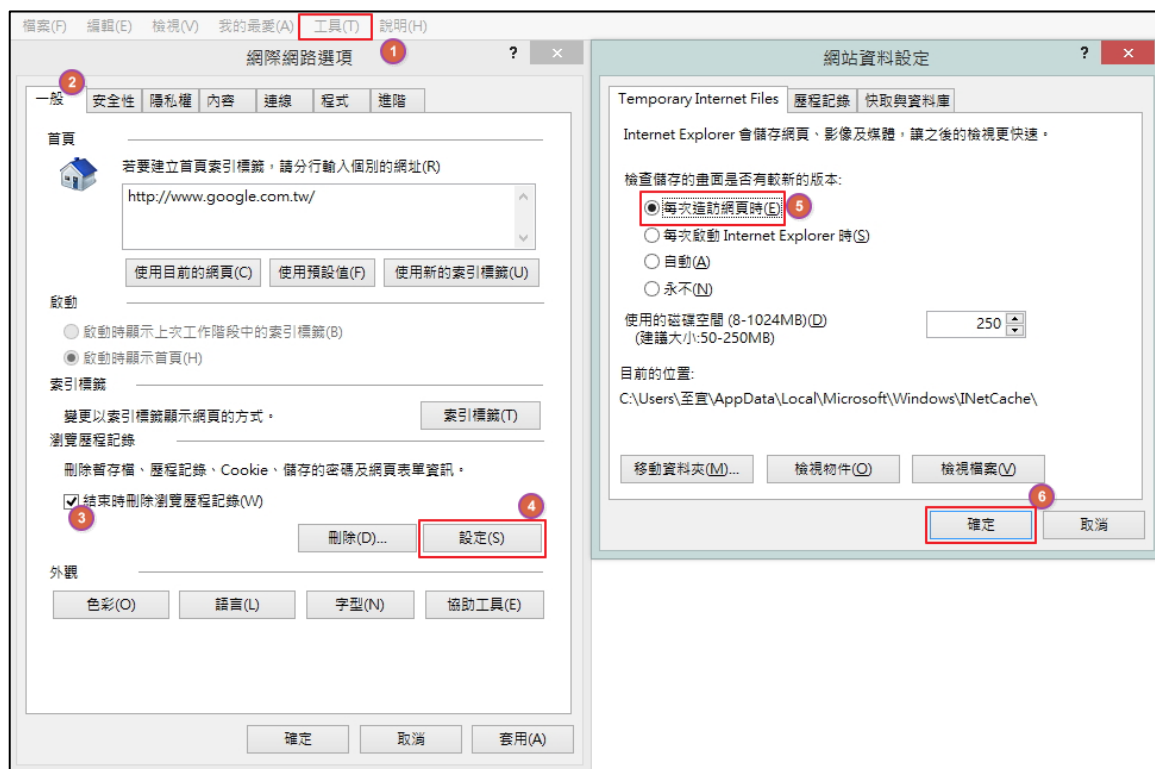 檔案(F) 編輯(E) 檢視(V) 我的最愛(A) 工具(T) 說明(H)
1
網際網路選項
?
2
一般 安全性 隱私權 內容 連線 程式 進階
首頁
若要建立首頁索引標籤，請分行輸入個別的網址(R)
http://www.google.com.tw/
使用目前的網頁(C) 使用預設值(F) 使用新的索引標籤(U)
啟動
啟動時顯示上次工作階段中的索引標籤(B)
啟動時顯示首頁(H)
索引標籤
變更以索引標籤顯示網頁的方式。
索引標籤(T)
瀏覽歷程記錄
刪除暫存檔、歷程記錄、Cookie、儲存的密碼及網頁表單資訊。
結束時刪除瀏覽歷程記錄(W)
3
4
刪除(D)... 設定(S)
外觀
色彩(O) 語言(L) 字型(N) 協助工具(E)
確定 取消 套用(A)
網站資料設定
?
Temporary Internet Files 歷程記錄 快取與資料庫
Internet Explorer 會儲存網頁、影像及媒體，讓之後的檢視更快速。
檢查儲存的畫面是否有較新的版本:
每次造訪網頁時(E)
5
每次啟動 Internet Explorer 時(S)
自動(A)
永不(N)
使用的磁碟空間 (8-1024MB)(D)
250
(建議大小:50-250MB)
目前的位置:
C:\Users\至宜\AppData\Local\Microsoft\Windows\INetCache\
移動資料夾(M)... 檢視物件(O) 檢視檔案(V)
6
確定 取消